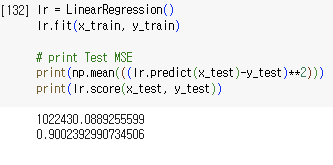 [132] lr = LinearRegression()
lr.fit(x_train, y_train)
# print Test MSE
print(np.mean(((lr.predict(x_test)-y_test)**2)))
print(lr.score(x_test, y_test))
1022430.0889255599
0.9002392990734506